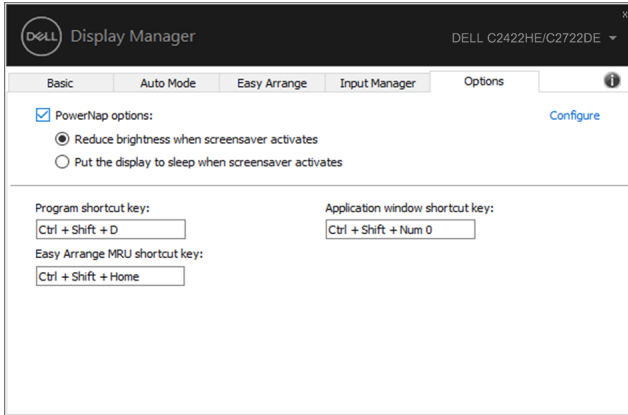 DELL Display Manager
DELL C2422HE/C2722DE
Basic Auto Mode Easy Arrange Input Manager Options
PowerNap options: Configure
Reduce brightness when screensaver activates
Put the display to sleep when screensaver activates
Program shortcut key: Application window shortcut key:
Ctrl + Shift + D Ctrl + Shift + Num 0
Easy Arrange MRU shortcut key:
Ctrl + Shift + Home